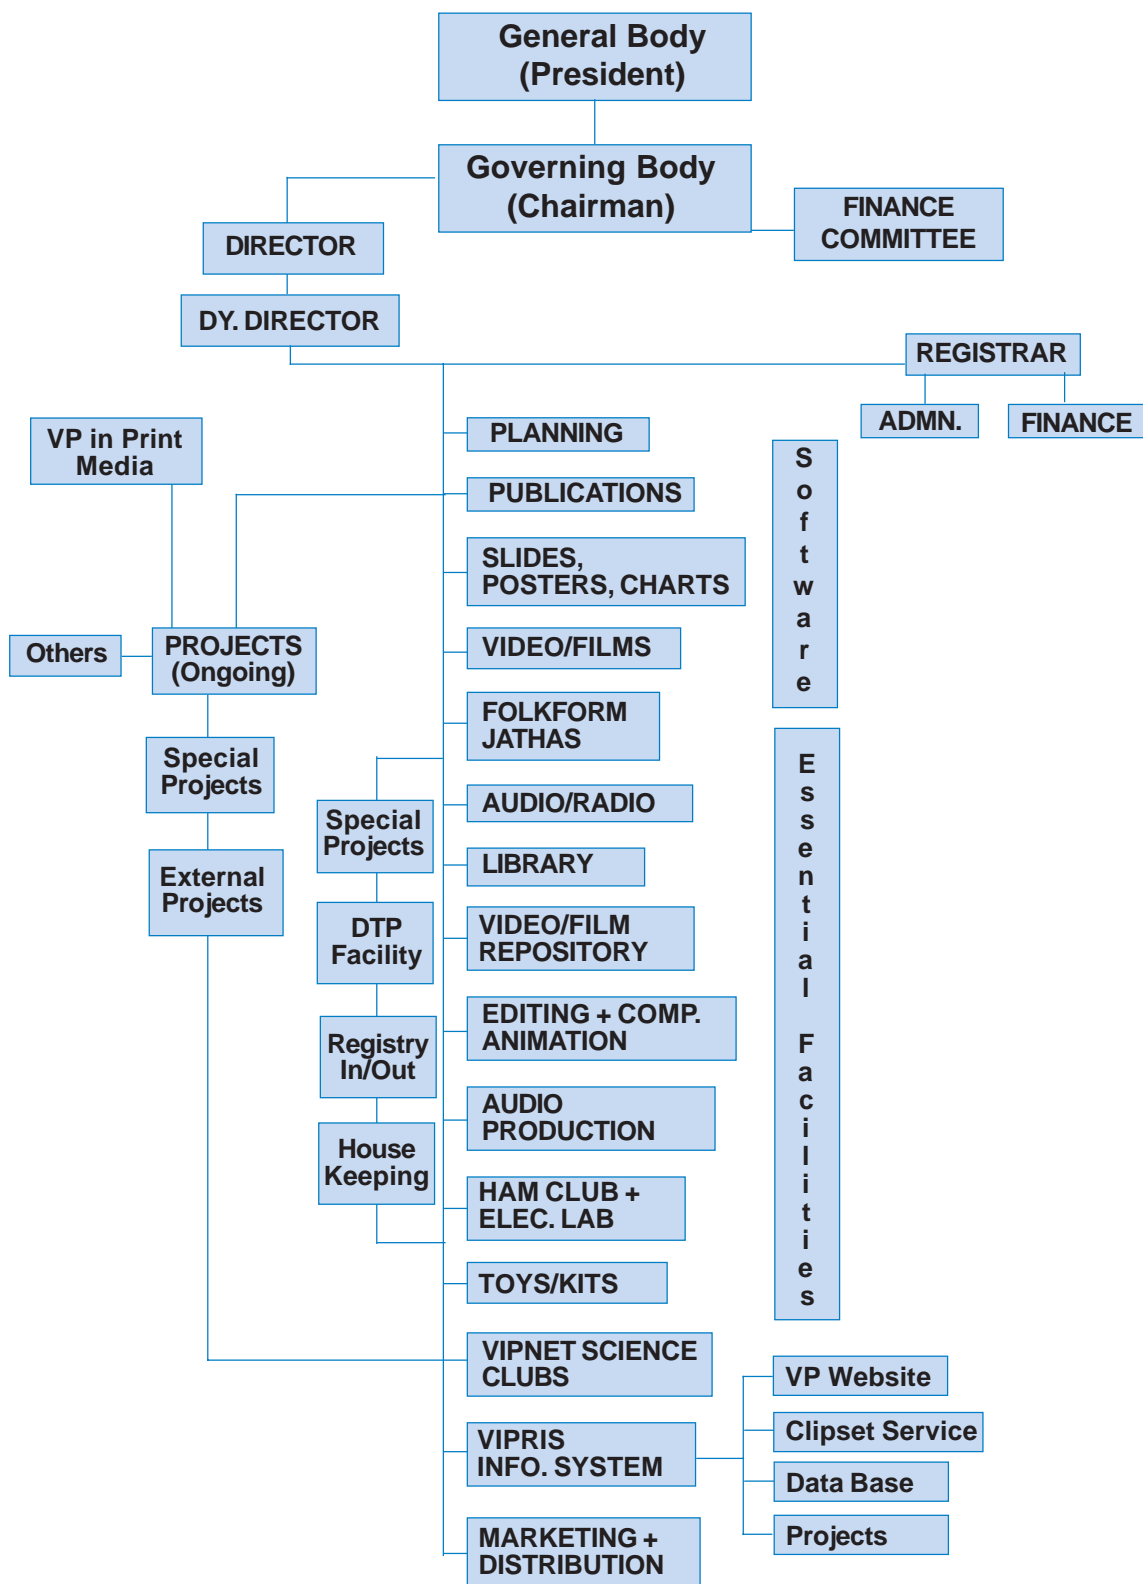 General Body
(President)
Governing Body
(Chairman)
FINANCE
COMMITTEE
DIRECTOR
DY. DIRECTOR
REGISTRAR
ADMN.
FINANCE
VP in Print
Media
PLANNING
PUBLICATIONS
SLIDES,
POSTERS, CHARTS
Software
Others
PROJECTS
(Ongoing)
VIDEO/FILMS
FOLKFORM
JATHAS
Special
Projects
External
Projects
Special
Projects
DTP
Facility
Registry
In/Out
House
Keeping
AUDIO/RADIO
LIBRARY
VIDEO/FILM
REPOSITORY
EDITING + COMP.
ANIMATION
AUDIO
PRODUCTION
HAM CLUB +
ELEC. LAB
TOYS/KITS
Essential Facilities
VIPNET SCIENCE
CLUBS
VIPRIS
INFO. SYSTEM
VP Website
Clipset Service
Data Base
Projects
MARKETING +
DISTRIBUTION